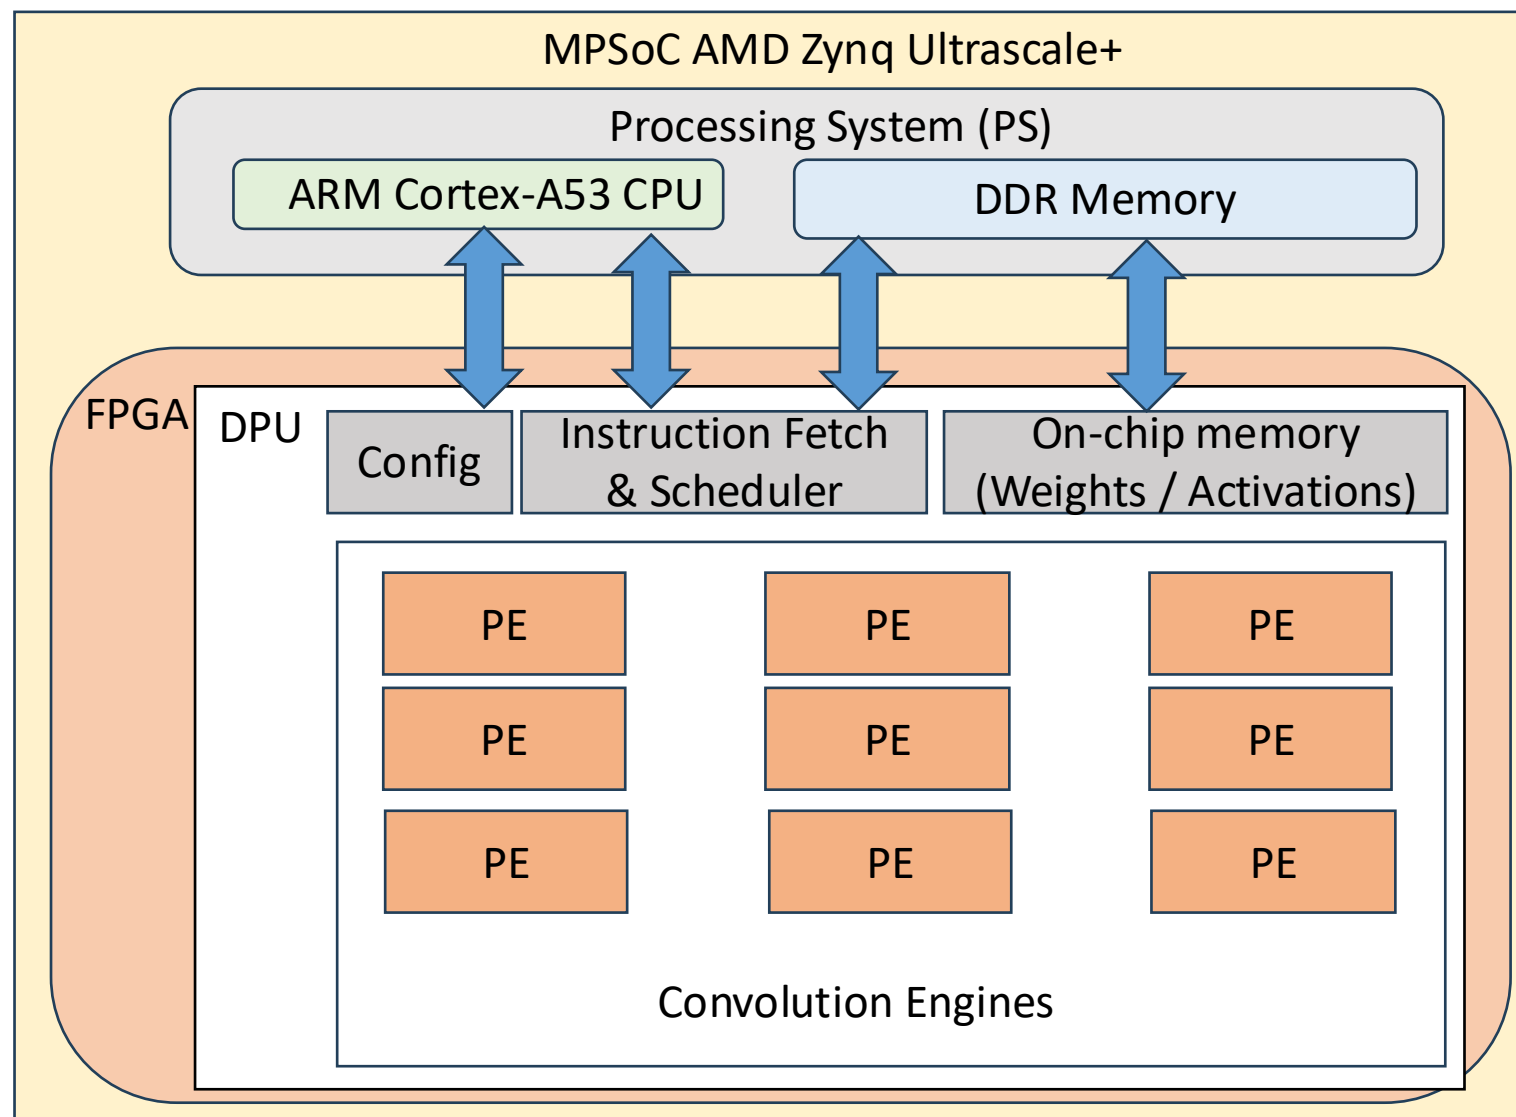 MPSoC AMD Zynq Ultrascale+
Processing System (PS)
ARM Cortex-A53 CPU
DDR Memory
FPGA
DPU
Config
Instruction Fetch
& Scheduler
On-chip memory
(Weights / Activations)
PE
PE
PE
PE
PE
PE
PE
PE
PE
Convolution Engines